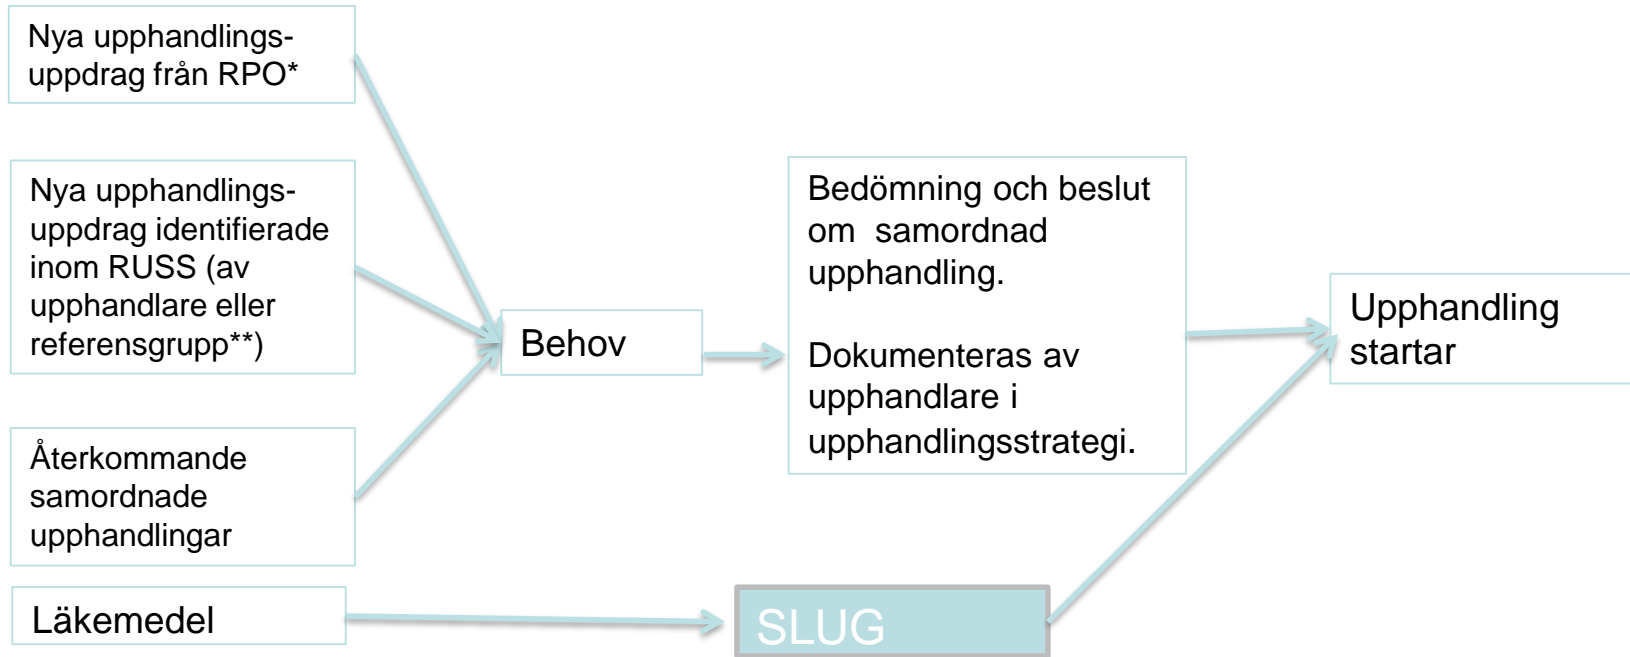 Nya upphandlings-
uppdrag från RPO*
Nya upphandlings-
uppdrag identifierade
inom RUSS (av
upphandlare eller
referensgrupp**)
Återkommande
samordnade
upphandlingar
Läkemedel
Behov
Bedömning och beslut
om samordnad
upphandling.
Dokumenteras av
upphandlare i
upphandlingsstrategi.
SLUG
Upphandling
startar